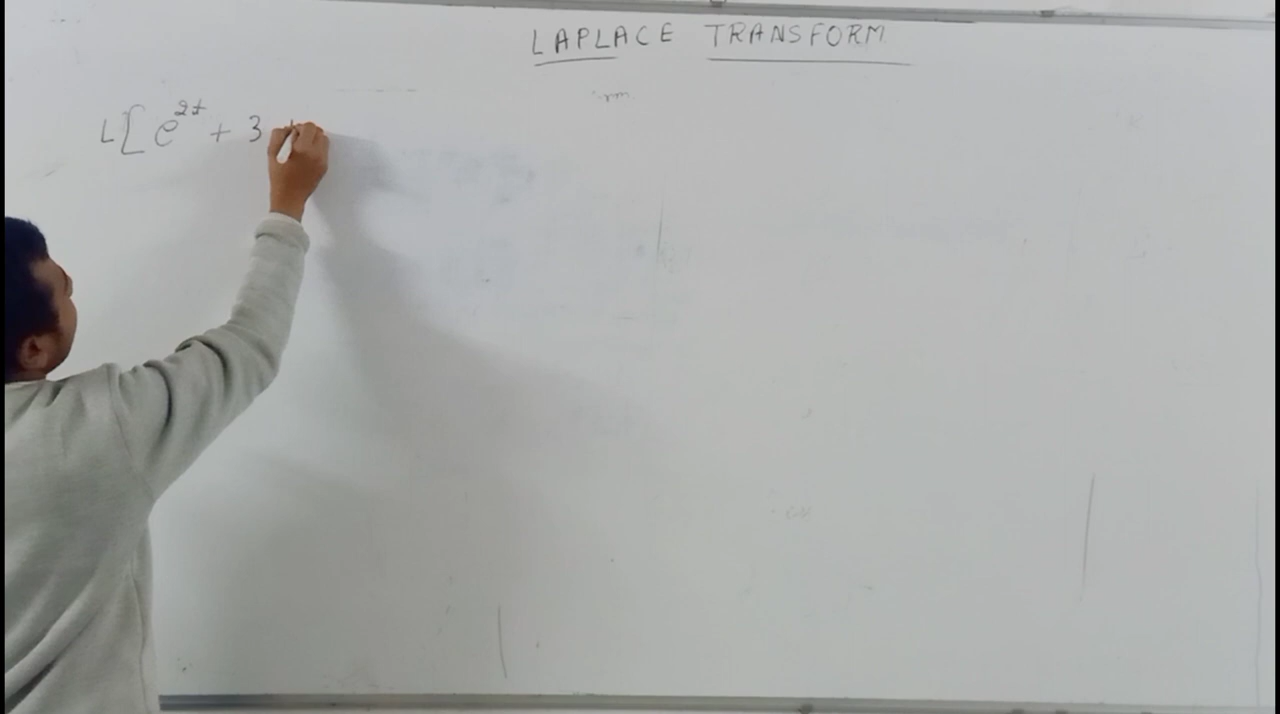 LAPLACE TRANSFORM
L[ e^{2t} + 3